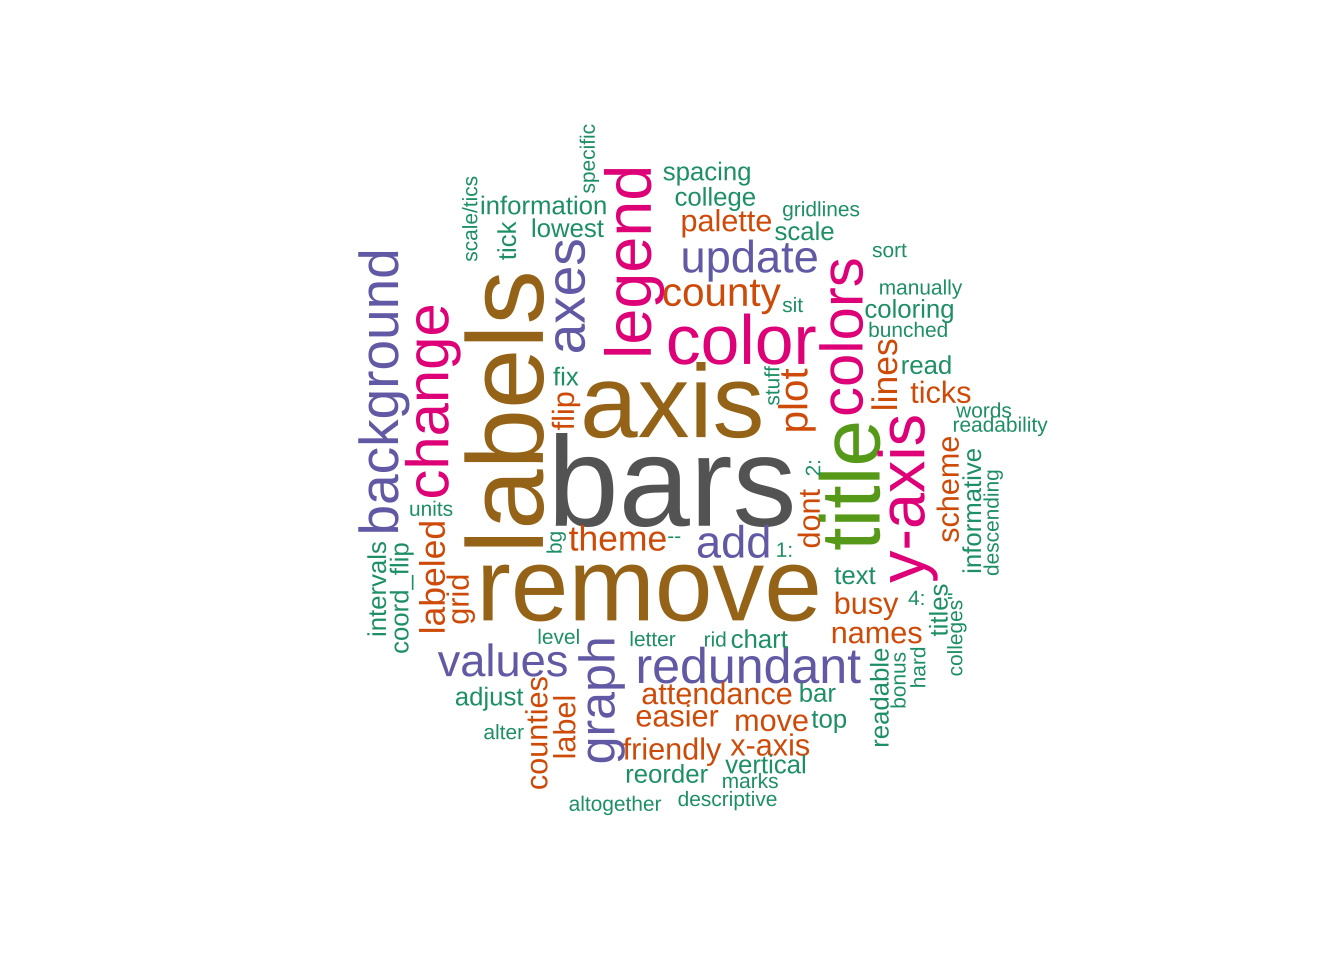 specific
spacing
scale/tics
information
college
gridlines
tick
lowest
legend
palette
scale
background
axes
update
sort
county
sit
colors
manually
coloring
change
labels
color
bunched
fix
axis
stuff
plot
lines
read
ticks
flip
words
readability
bars
2:
title
y-axis
scheme
informative
descending
units
dont
bg
theme
--
add
1:
intervals
coord_flip
labeled
grid
remove
text
busy
4:
titles
colleges"
names
level
letter
rid
chart
values
graph
redundant
readable
bonus
hard
adjust
counties
label
attendance
bar
easier
move
top
alter
friendly
x-axis
vertical
reorder
marks
altogether
descriptive